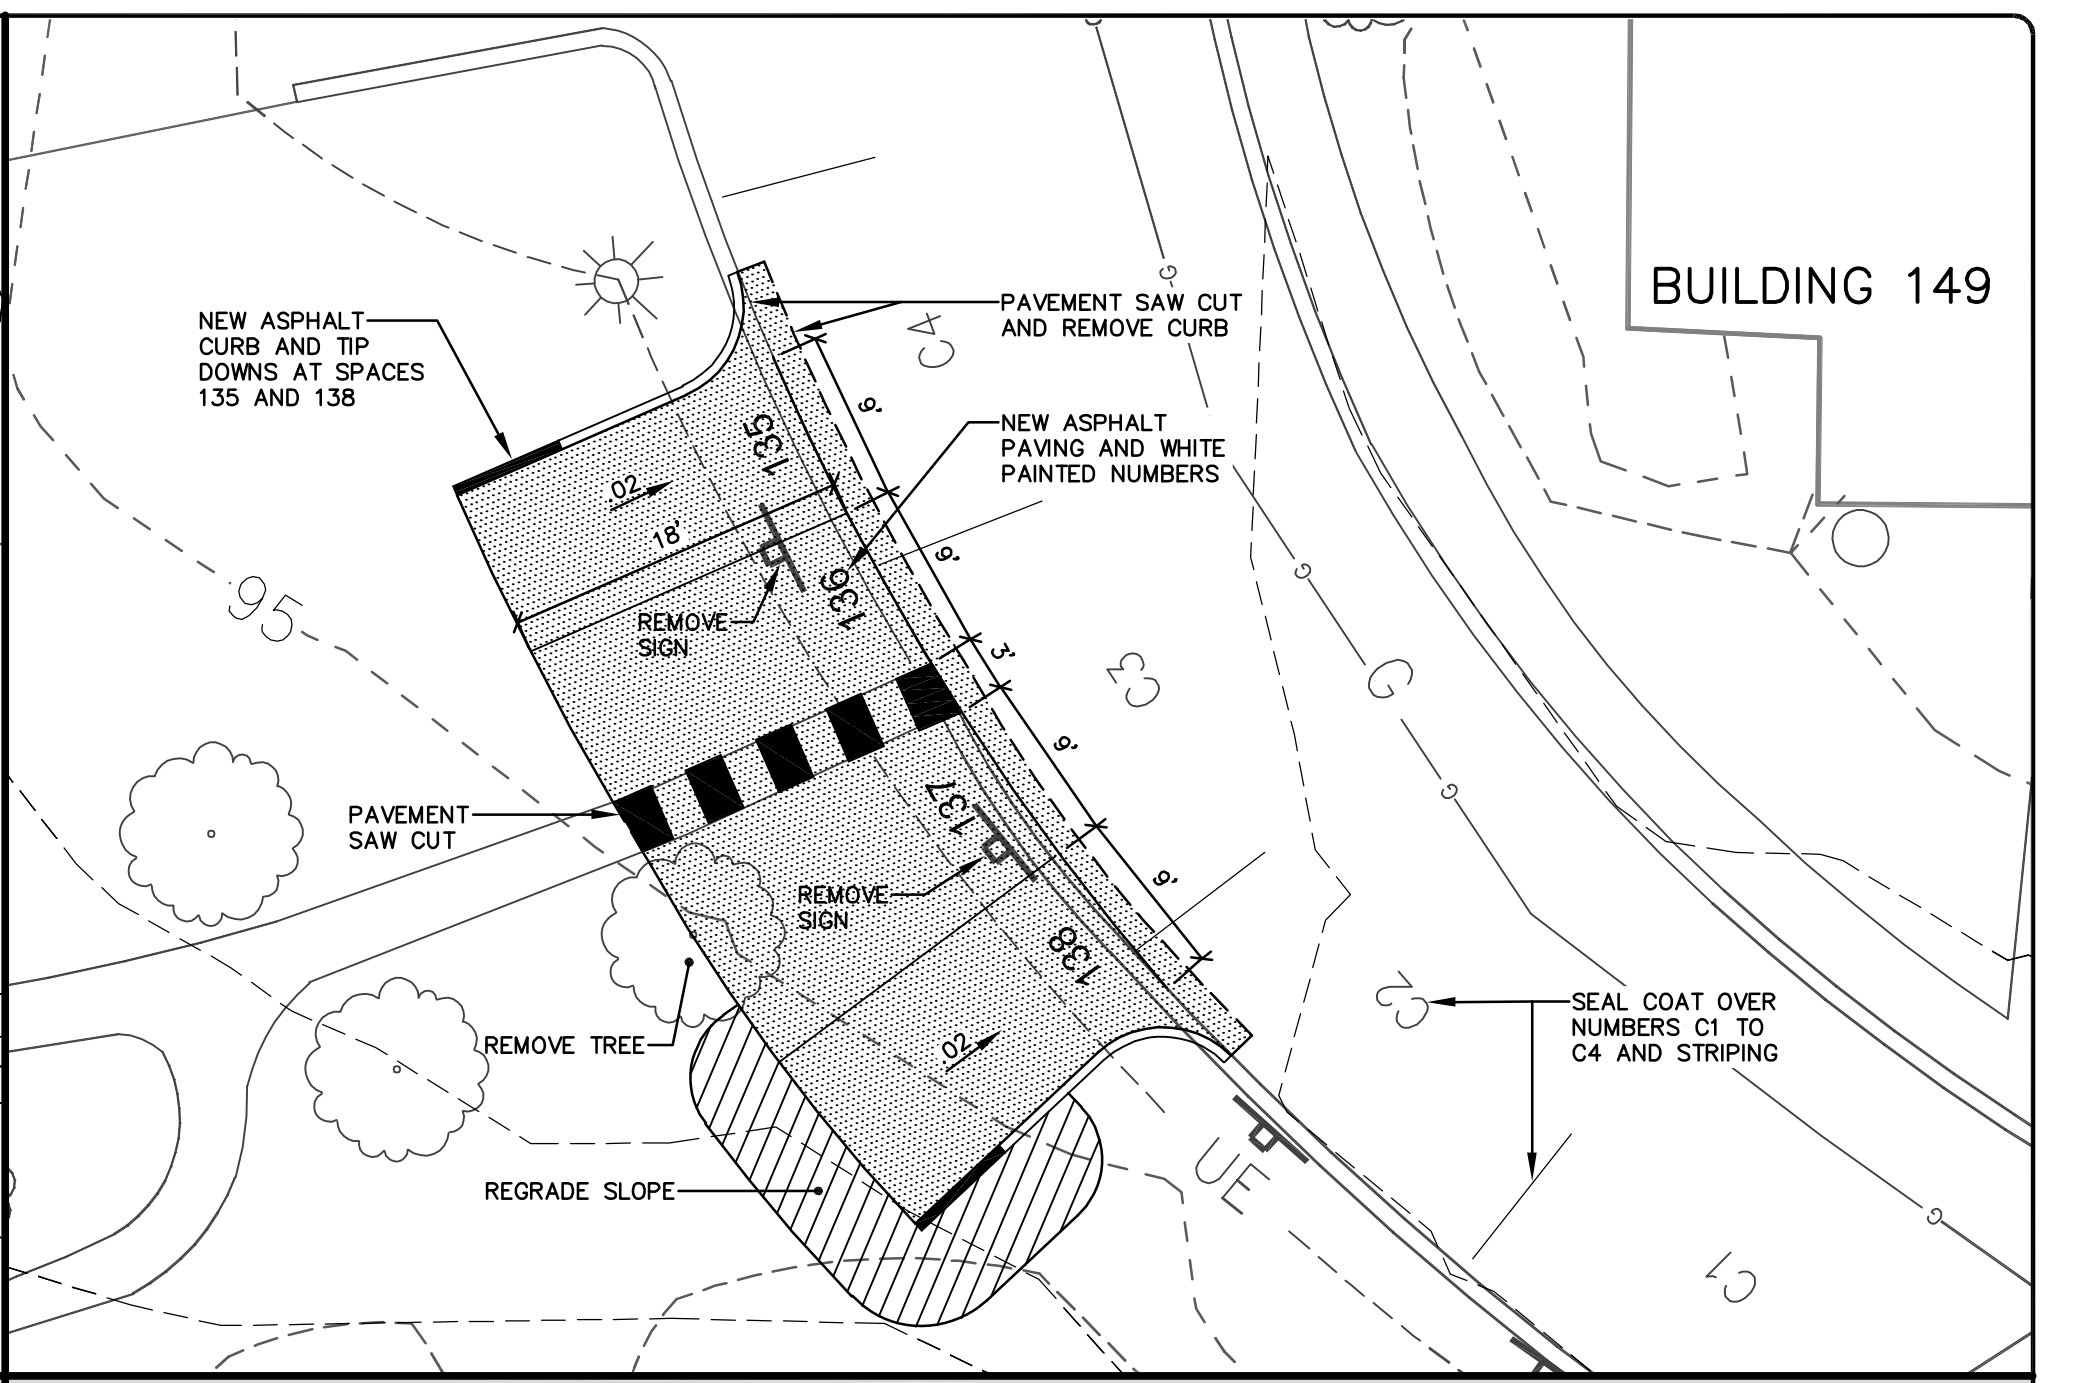 BUILDING 149
PAVEMENT SAW CUT
AND REMOVE CURB
NEW ASPHALT
CURB AND TIP
DOWNS AT SPACES
135 AND 138
C4
9'
NEW ASPHALT
PAVING AND WHITE
PAINTED NUMBERS
135
.02
18'
9'
136
REMOVE
SIGN
95
3'
C3
G
G
G
G
9'
137
PAVEMENT
SAW CUT
REMOVE
SIGN
9'
138
C2
SEAL COAT OVER
NUMBERS C1 TO
C4 AND STRIPING
.02
REMOVE TREE
UE
REGRADE SLOPE
G
C1